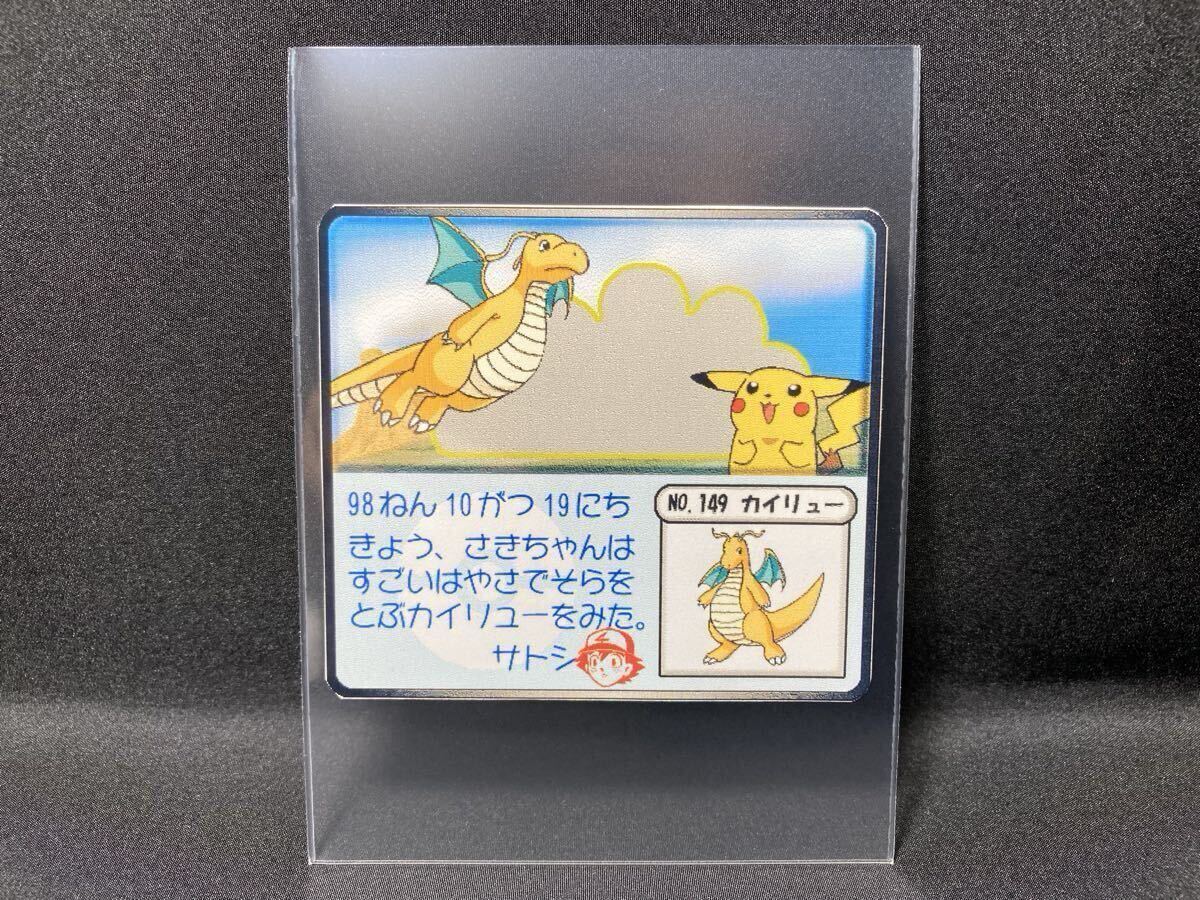 98ねん10がつ19にち
きょう、さきちゃんは
すごいはやさでそらを
とぶカイリューをみた。
サトシ
NO. 149 カイリュー